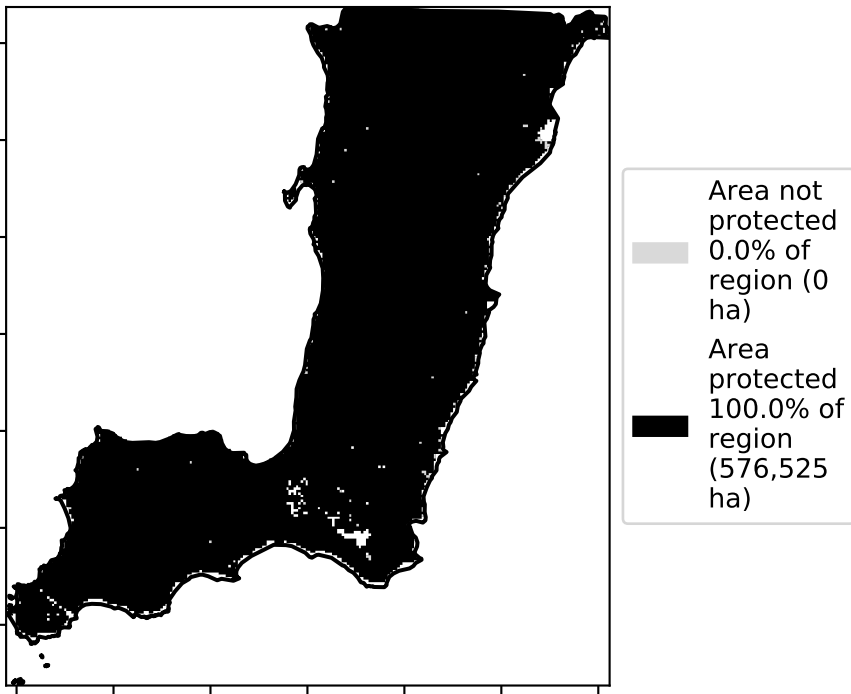 Area not
protected
0.0% of
region (0
ha)
Area
protected
100.0% of
region
(576,525
ha)